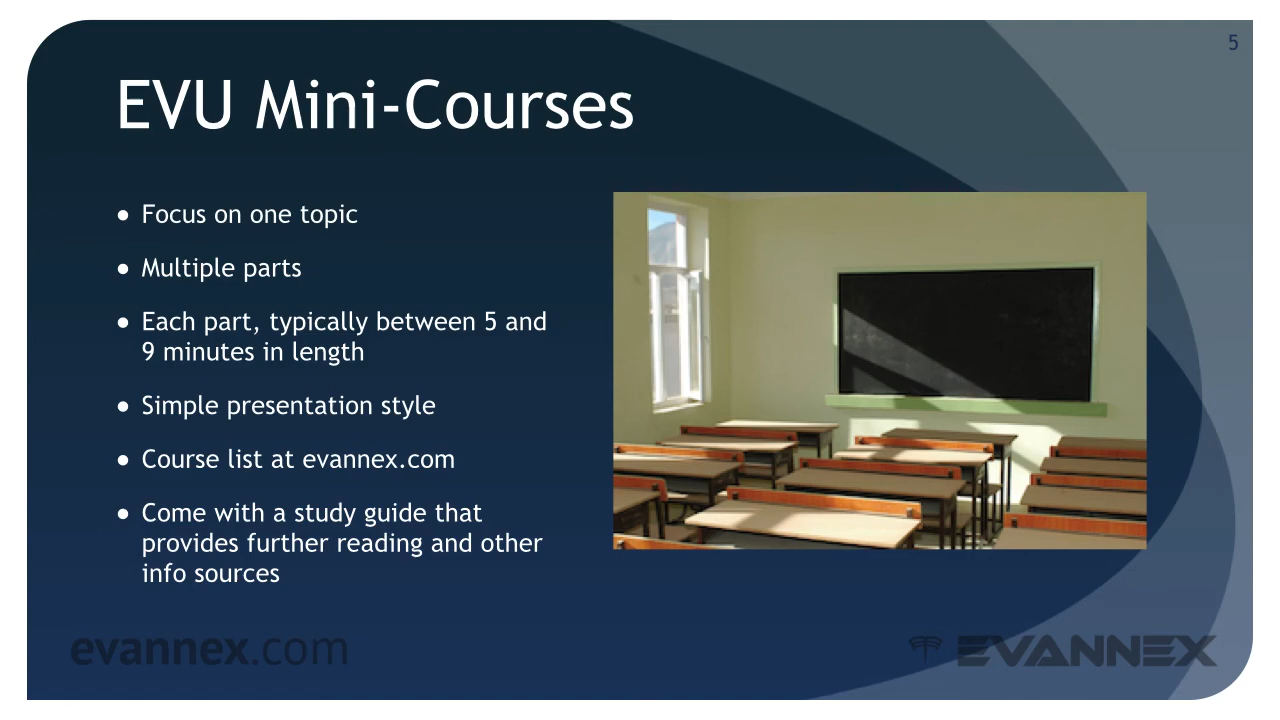 5
EVU Mini-Courses
● Focus on one topic
● Multiple parts
● Each part, typically between 5 and
9 minutes in length
● Simple presentation style
● Course list at evannex.com
● Come with a study guide that
provides further reading and other
info sources
evannex.com
EVANNEX